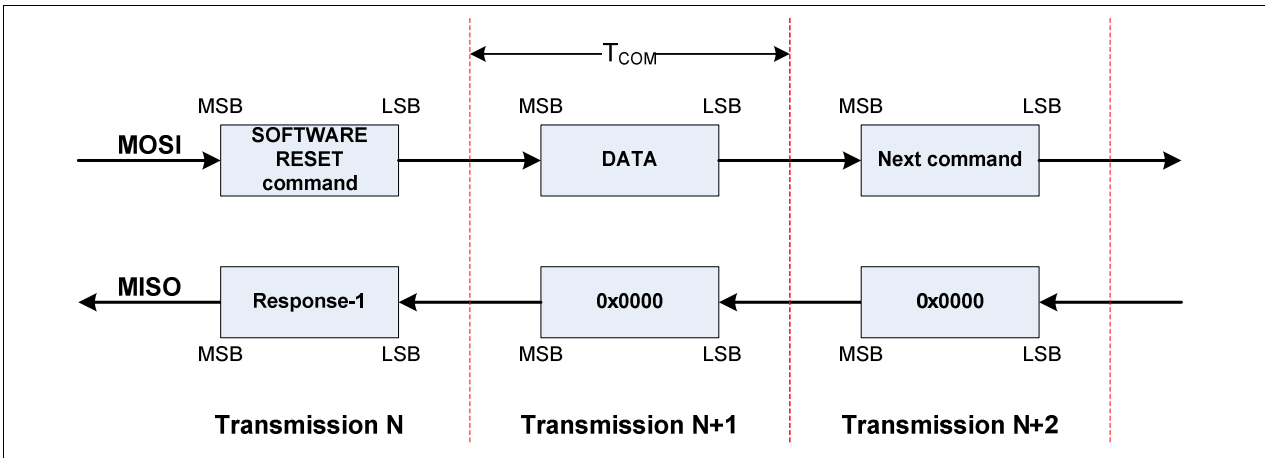 TCOM
MSB LSB MSB LSB MSB LSB
MOSI
SOFTWARE
RESET
command
DATA
Next command
MISO
Response-1
0x0000
0x0000
MSB LSB MSB LSB MSB LSB
Transmission N
Transmission N+1
Transmission N+2